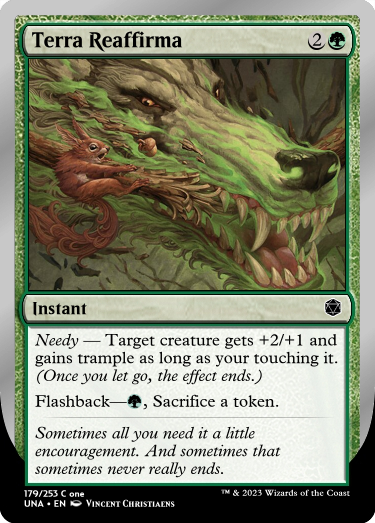 Terra Reaffirma 2
Instant
Needy — Target creature gets +2/+1 and
gains trample as long as your touching it.
(Once you let go, the effect ends.)
Flashback—, Sacrifice a token.
Sometimes all you need it a little
encouragement. And sometimes that
sometimes never really ends.
179/253 C one
UNA • EN VINCENT CHRISTIAENS
™ & 2023 Wizards of the Coast